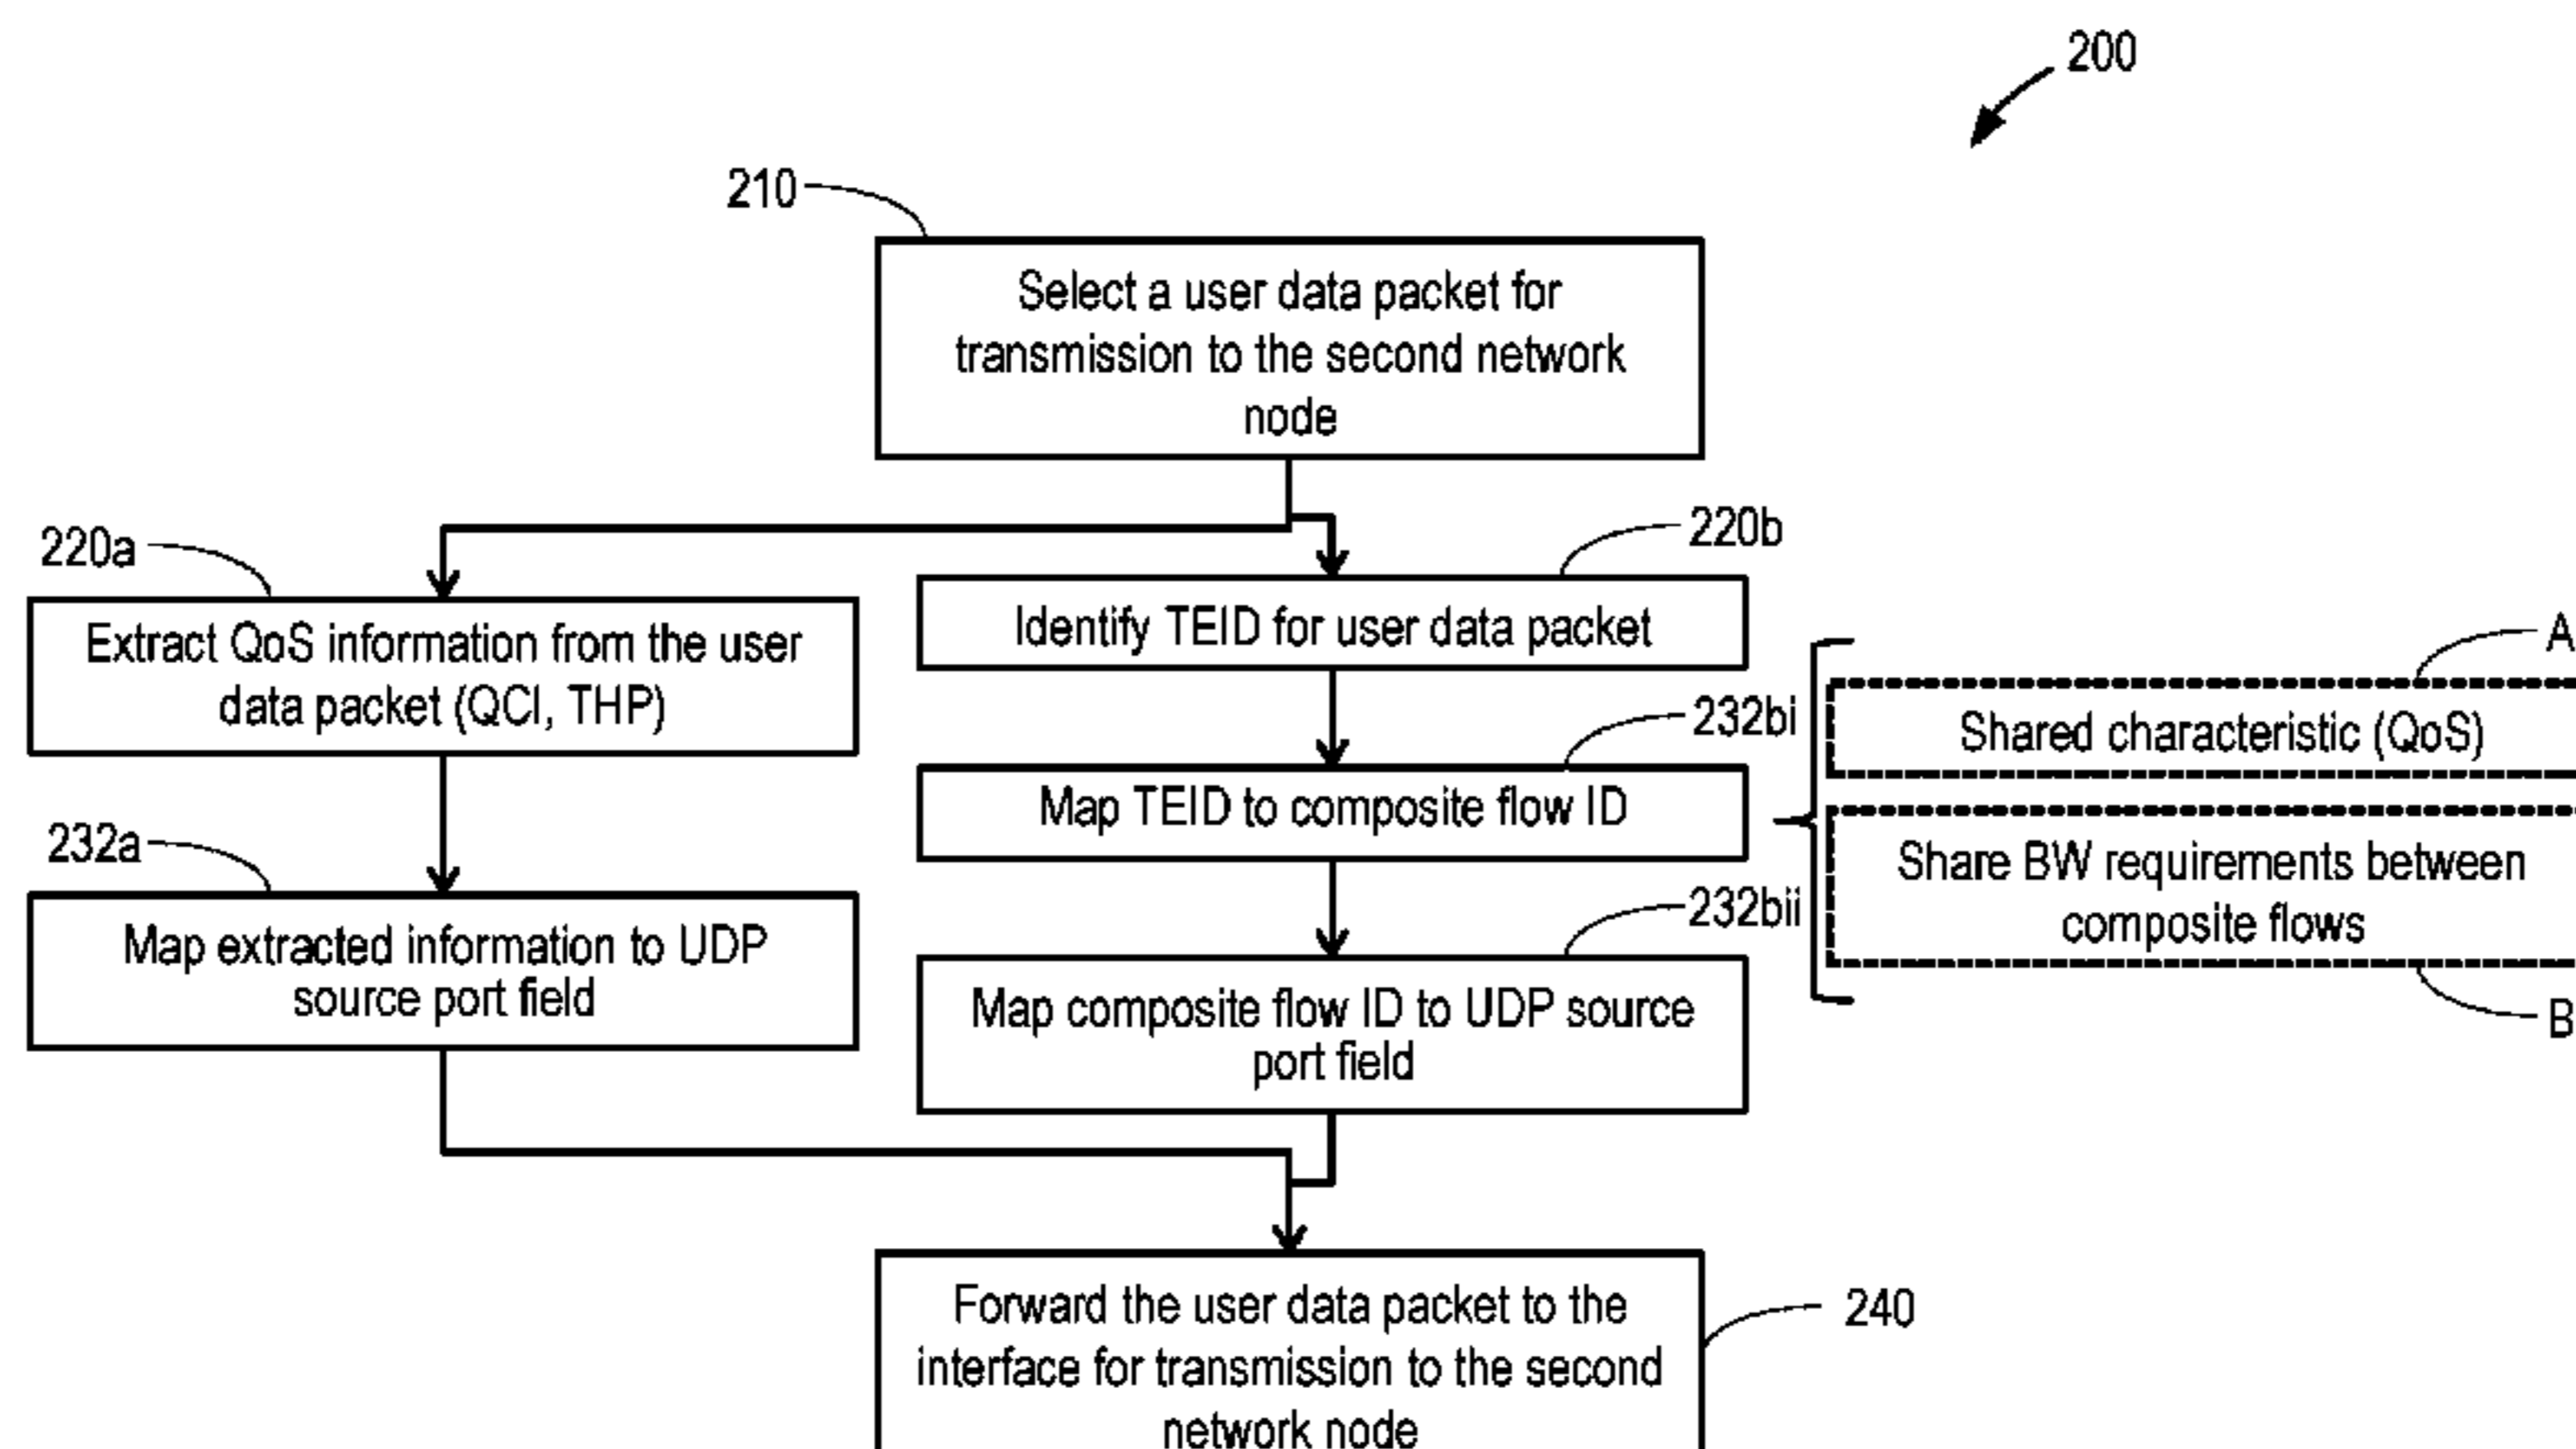 200
210
Select a user data packet for
transmission to the second network
node
220a
220b
Extract QoS information from the user
data packet (QCI, THP)
Identify TEID for user data packet
A
232bi
Shared characteristic (QoS)
Map TEID to composite flow ID
232a
Share BW requirements between
composite flows
232bii
Map extracted information to UDP
source port field
Map composite flow ID to UDP source
port field
B
Forward the user data packet to the
interface for transmission to the second
network node
240